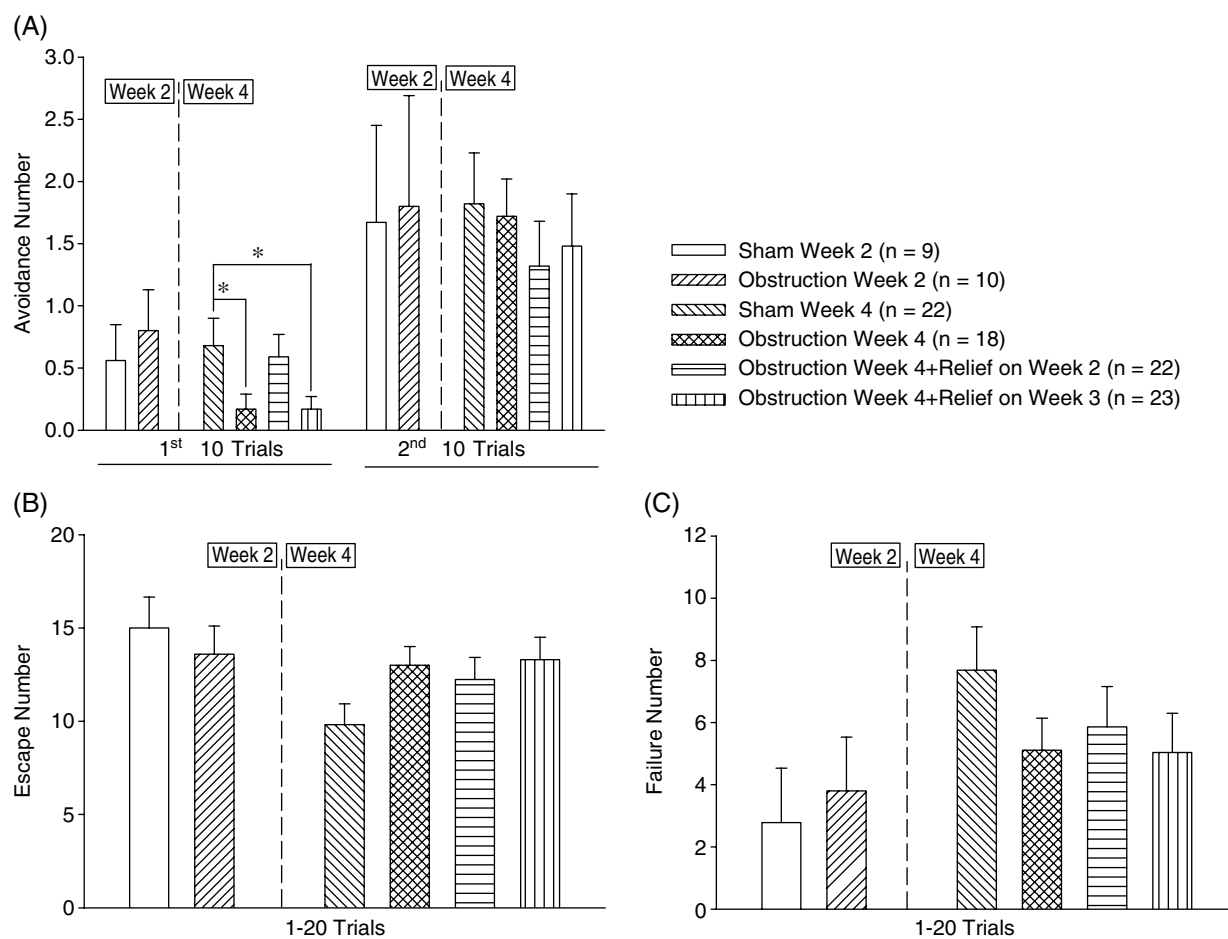 (A)
Avoidance Number
3.0
2.5
2.0
1.5
1.0
0.5
0.0
Week 2 Week 4
Week 2 Week 4
*
*
1st 10 Trials
2nd 10 Trials
Sham Week 2 (n = 9)
Obstruction Week 2 (n = 10)
Sham Week 4 (n = 22)
Obstruction Week 4 (n = 18)
Obstruction Week 4+Relief on Week 2 (n = 22)
Obstruction Week 4+Relief on Week 3 (n = 23)
(B)
Escape Number
20
15
10
5
0
Week 2 Week 4
1-20 Trials
(C)
Failure Number
12
10
8
6
4
2
0
Week 2 Week 4
1-20 Trials